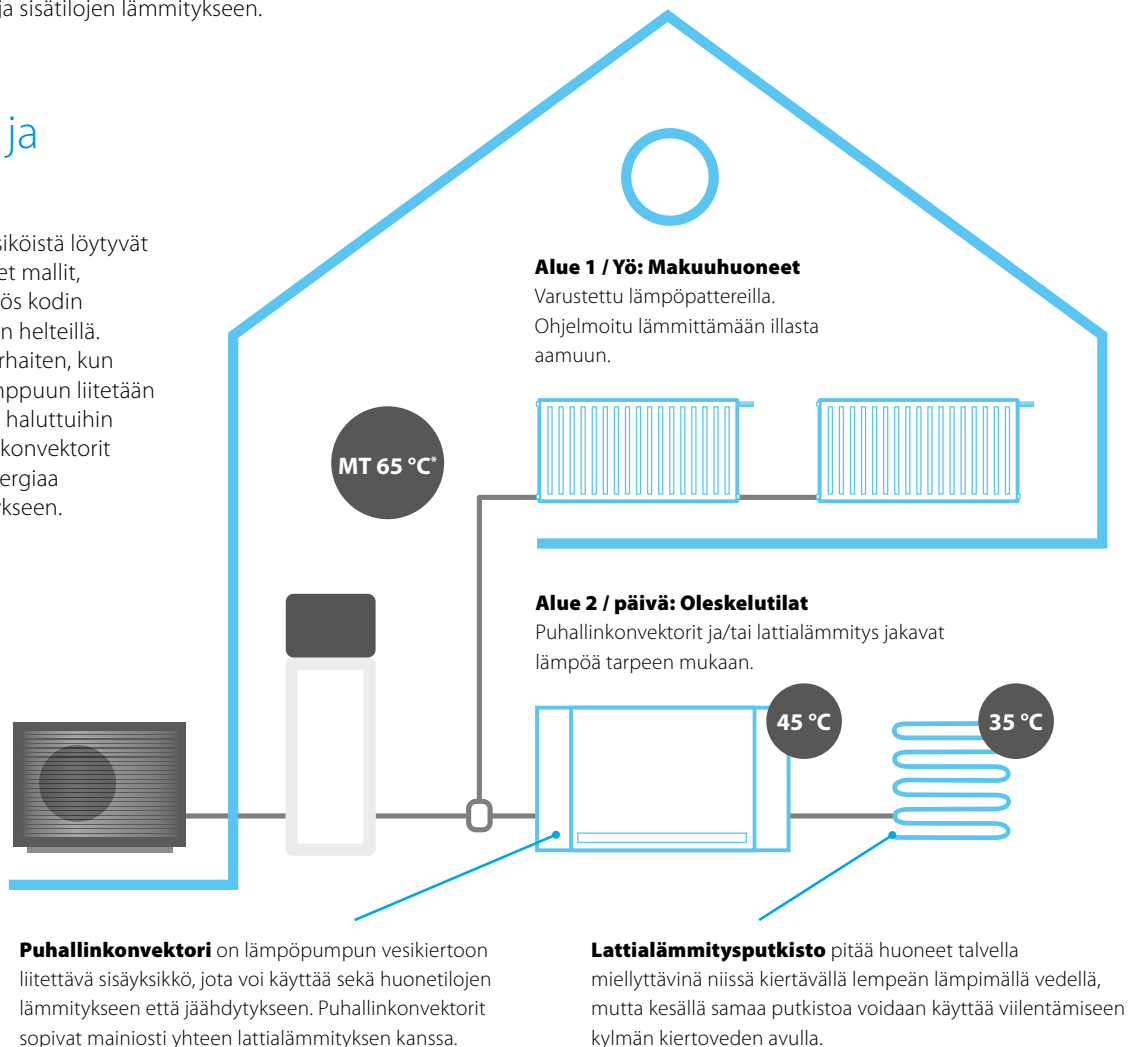 ja sisätilojen lämmitykseen.
ja
siköistä löytyvät
et mallit,
ös kodin
n helteillä.
rhaiten, kun
mppuun liitetään
haluttuihin
konvektorit
ergiaa
kseen.
Alue 1 / Yö: Makuuhuoneet
Varustettu lämpöpattereilla.
Ohjelmoitu lämmittämään illasta
aamuun.
MT 65 °C*
Alue 2 / päivä: Oleskelutilat
Puhallinkonvektorit ja/tai lattialämmitys jakavat
lämpöä tarpeen mukaan.
45 °C
35 °C
Puhallinkonvektori on lämpöpumpun vesikiertoon
liitettävä sisäyksikkö, jota voi käyttää sekä huonetilojen
lämmitykseen että jäähdytykseen. Puhallinkonvektorit
sopivat mainiosti yhteen lattialämmityksen kanssa.
Lattialämmitysputkisto pitää huoneet talvella
miellyttävinä niissä kiertävällä lempeän lämpimällä vedellä,
mutta kesällä samaa putkistoa voidaan käyttää viilentämiseen
kylmän kiertoveden avulla.